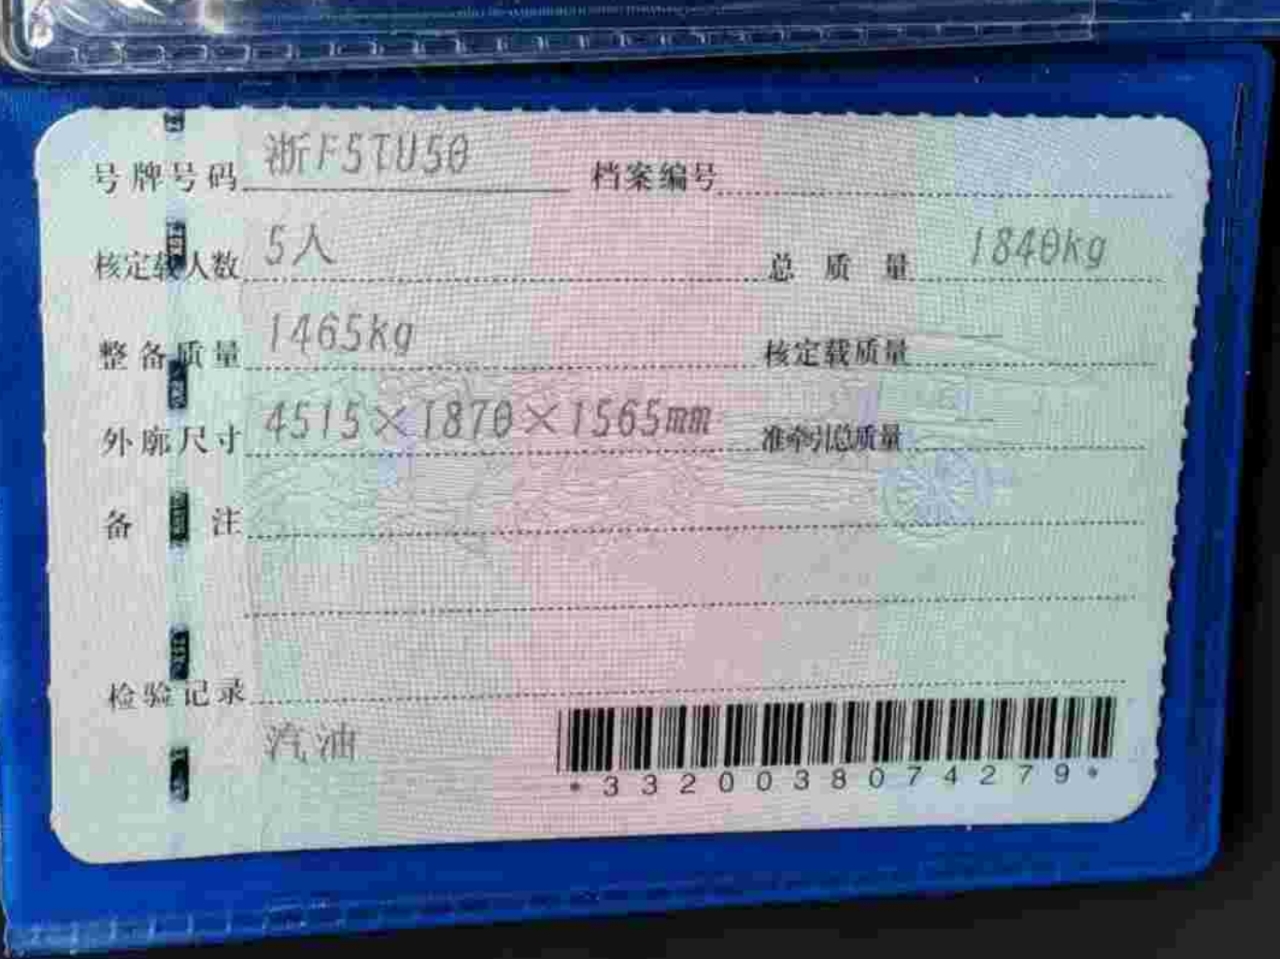 号牌号码 浙F5TU50 档案编号
核定载人数 5人 总质量 1840kg
整备质量 1465kg 核定载质量
外廓尺寸 4515×1870×1565mm 准牵引总质量
备注
检验记录
汽油
*3320038074279*